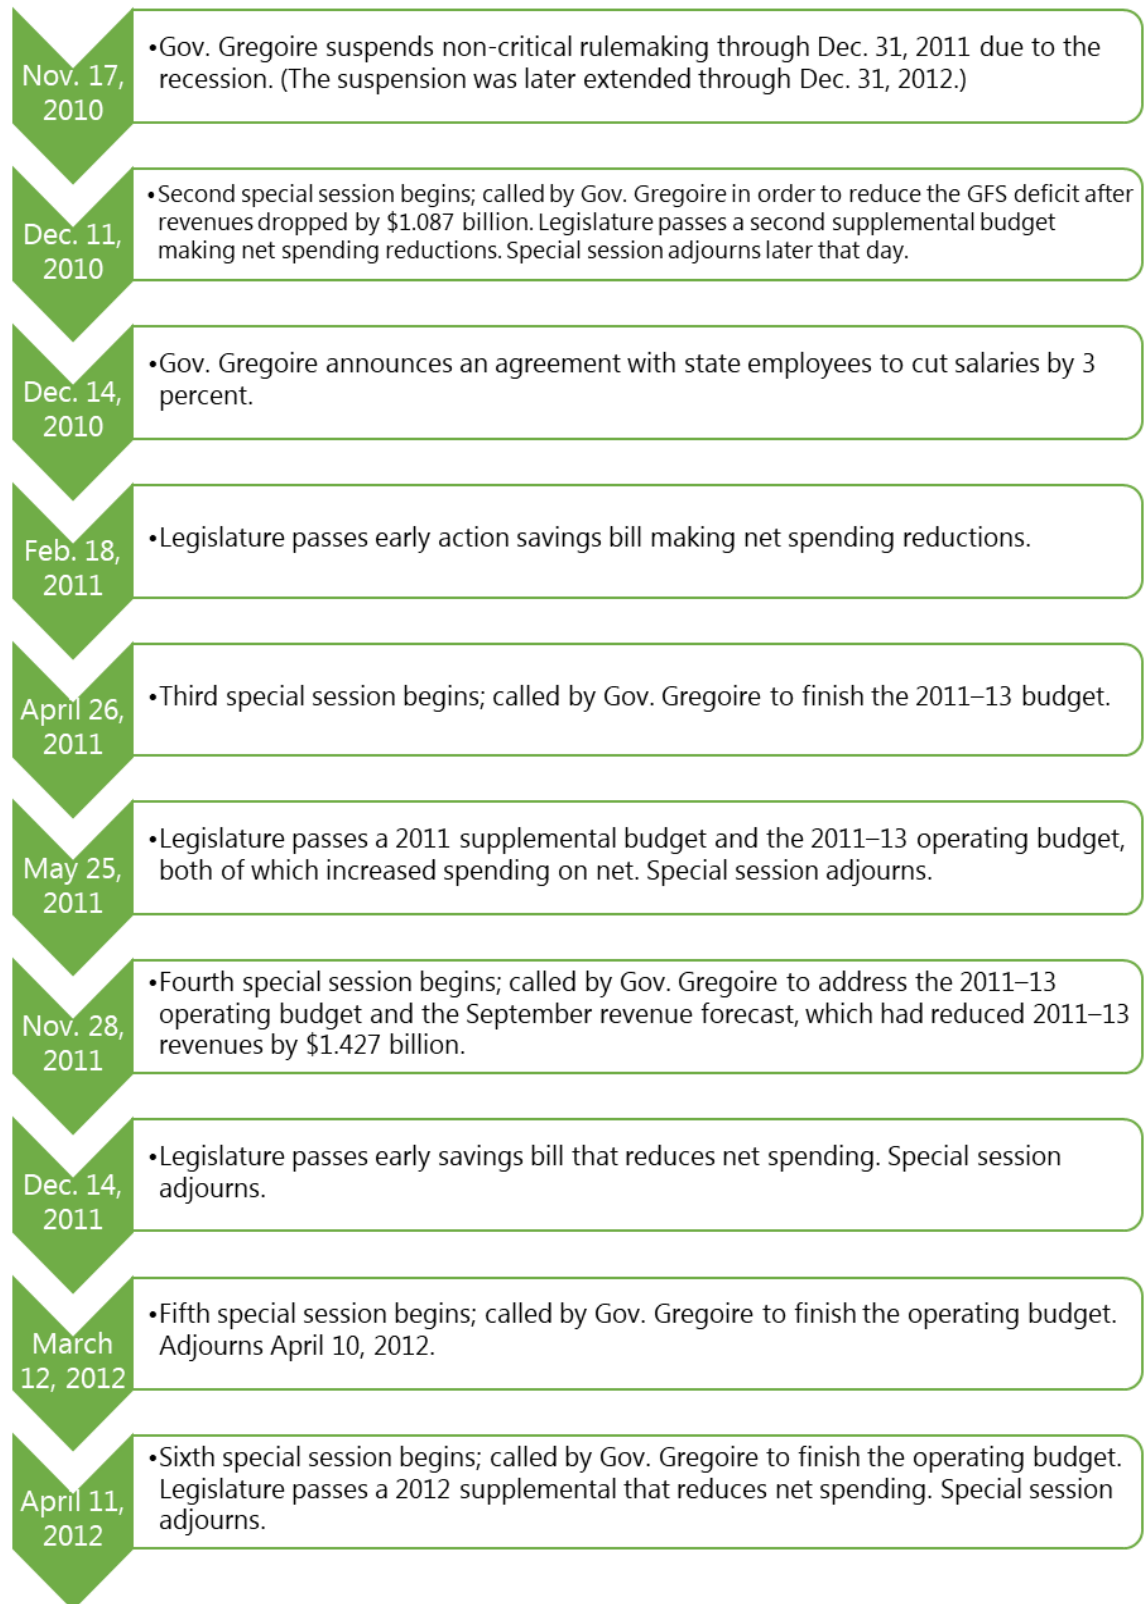 Nov. 17,
2010
•Gov. Gregoire suspends non-critical rulemaking through Dec. 31, 2011 due to the
recession. (The suspension was later extended through Dec. 31, 2012.)
Dec. 11,
2010
•Second special session begins; called by Gov. Gregoire in order to reduce the GFS deficit after
revenues dropped by $1.087 billion. Legislature passes a second supplemental budget
making net spending reductions. Special session adjourns later that day.
Dec. 14,
2010
•Gov. Gregoire announces an agreement with state employees to cut salaries by 3
percent.
Feb. 18,
2011
•Legislature passes early action savings bill making net spending reductions.
April 26,
2011
•Third special session begins; called by Gov. Gregoire to finish the 2011–13 budget.
May 25,
2011
•Legislature passes a 2011 supplemental budget and the 2011–13 operating budget,
both of which increased spending on net. Special session adjourns.
Nov. 28,
2011
•Fourth special session begins; called by Gov. Gregoire to address the 2011–13
operating budget and the September revenue forecast, which had reduced 2011–13
revenues by $1.427 billion.
Dec. 14,
2011
•Legislature passes early savings bill that reduces net spending. Special session
adjourns.
March
12, 2012
•Fifth special session begins; called by Gov. Gregoire to finish the operating budget.
Adjourns April 10, 2012.
April 11,
2012
•Sixth special session begins; called by Gov. Gregoire to finish the operating budget.
Legislature passes a 2012 supplemental that reduces net spending. Special session
adjourns.